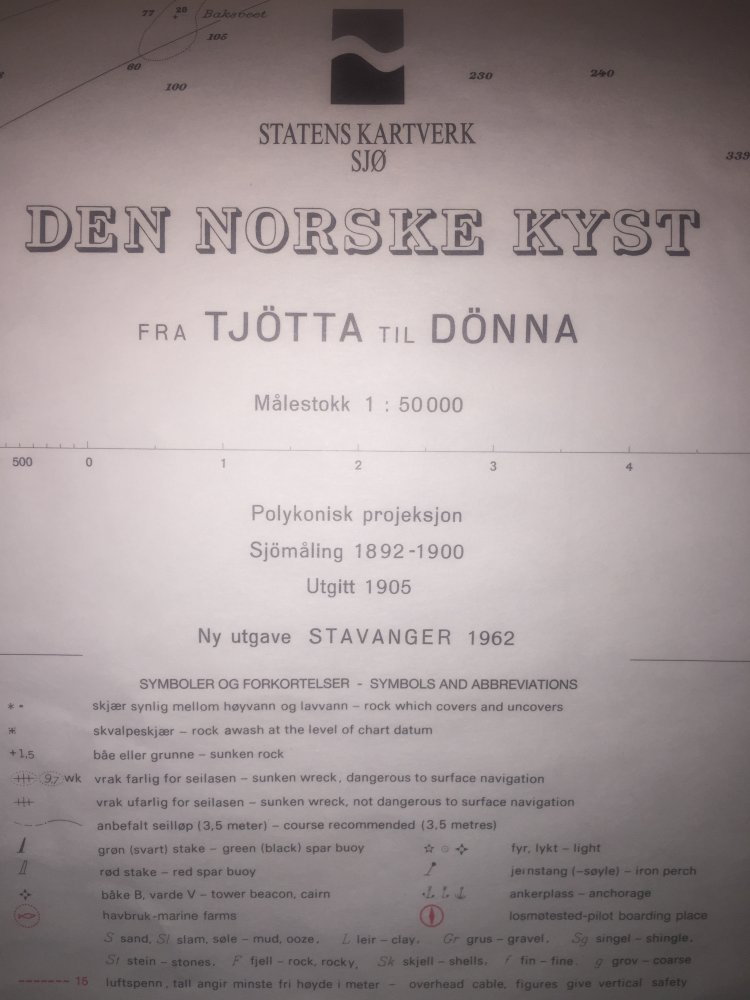 77 28 Baksveet
105
60
100
230 240
STATENS KARTVERK
SJØ
339
DEN NORSKE KYST
FRA TJÖTTA TIL DÖNNA
Målestokk 1 : 50 000
500 0 1 2 3 4
Polykonisk projeksjon
Sjömåling 1892-1900
Utgitt 1905
Ny utgave STAVANGER 1962
SYMBOLER OG FORKORTELSER - SYMBOLS AND ABBREVIATIONS
skjær synlig mellom høyvann og lavvann – rock which covers and uncovers
skvalpeskjær – rock awash at the level of chart datum
+1,5 båe eller grunne – sunken rock
9,7 wk vrak farlig for seilasen – sunken wreck, dangerous to surface navigation
vrak ufarlig for seilasen – sunken wreck, not dangerous to surface navigation
anbefalt seilløp (3,5 meter) – course recommended (3,5 metres)
grøn (svart) stake – green (black) spar buoy fyr, lykt – light
rød stake – red spar buoy jernstang (–søyle) – iron perch
båke B, varde V – tower beacon, cairn ankerplass – anchorage
havbruk-marine farms losmøtested-pilot boarding place
S sand, Sl slam, søle – mud, ooze, L leir – clay, Gr grus – gravel, Sg singel – shingle,
St stein – stones, F fjell – rock, rocky, Sk skjell – shells, f fin – fine, g grov – coarse
15 luftspenn, tall angir minste fri høyde i meter – overhead cable, figures give vertical safety